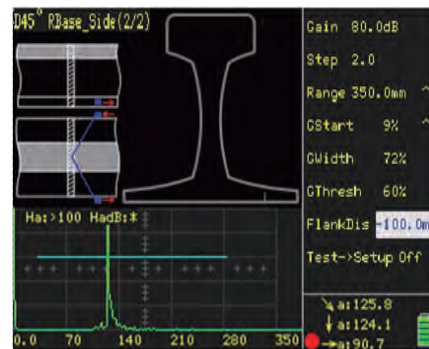 D45° RBase_Side(2/2)
Gain 80.0dB
Step 2.0
Range 350.0mm ^
GStart 9% ^
GWidth 72%
GThresh 60%
FlankDis -100.0m
Test->Setup Off
Ha:>100 HadB:*
0.0 70 140 210 280 350
↘a:125.8
↓a:124.1
→a:90.7